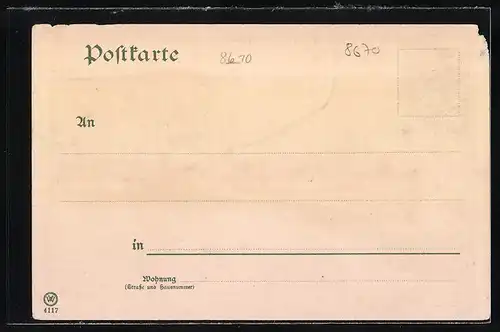 Postkarte
8670
8670
An
in
Wohnung
(Straße und Hausnummer)
W
4117